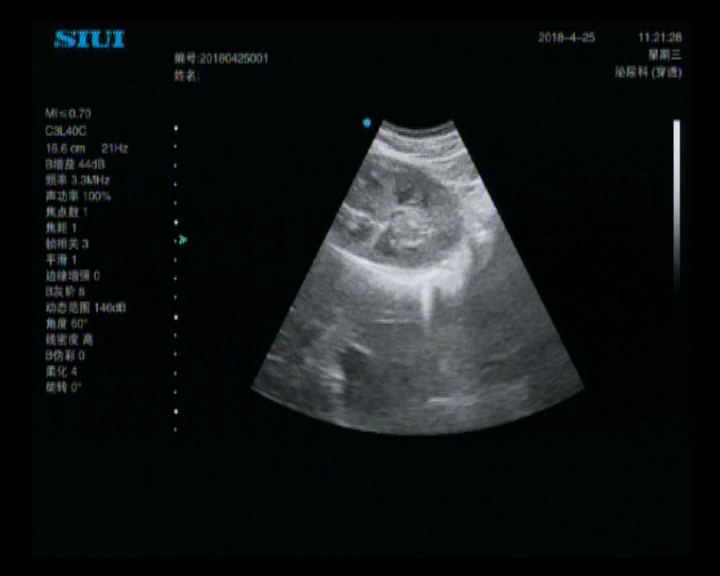 SIUI
2018-4-25 11:21:28
编号:20180425001
星期三
姓名:
泌尿科 (穿透)
MI≤0.70
C3L40C
16.6 cm 21Hz
B增益 44dB
频率 3.3MHz
声功率 100%
焦点数 1
焦距 1
帧相关 3
平滑 1
边缘增强 0
B灰阶 8
动态范围 146dB
角度 60°
线密度 高
B伪彩 0
柔化 4
旋转 0°